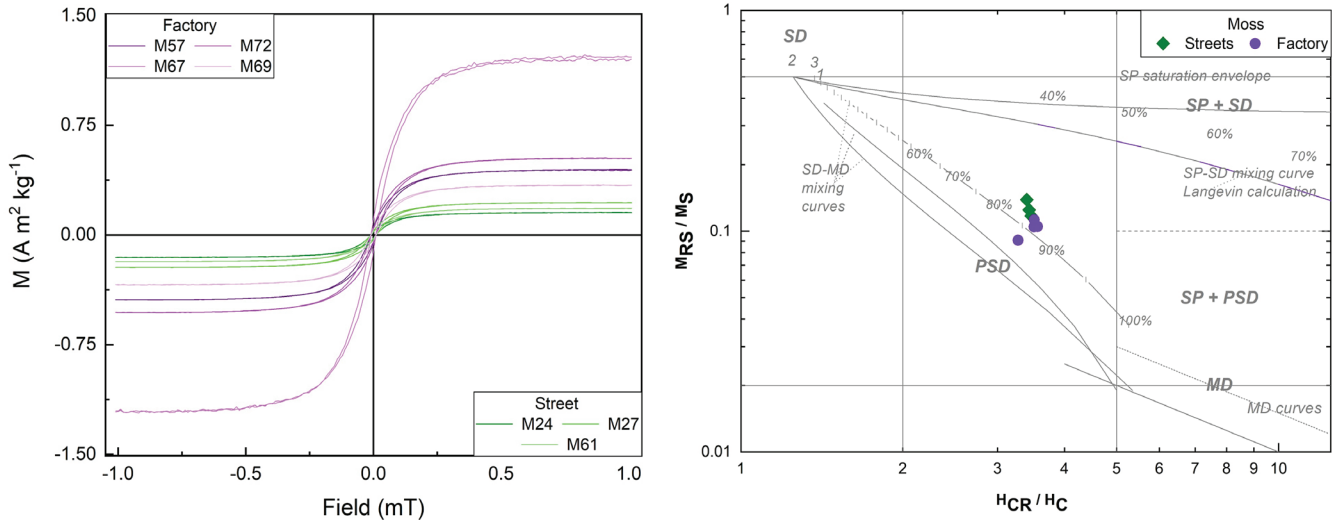 1.50
0.75
0.00
-0.75
-1.50
M (A m² kg⁻¹)
-1.0
-0.5
0.0
0.5
1.0
Field (mT)
Factory
M57 M72
M67 M69
Street
M24 M27
M61
1
0.1
0.01
MRS / MS
1
2
3
4
5
6
7
8
9
10
HCR / HC
Moss
Streets Factory
SD
2
3
1
SP saturation envelope
40%
50%
SP + SD
60%
70%
SP-SD mixing curve
Langevin calculation
SD-MD
mixing
curves
60%
70%
80%
90%
100%
PSD
SP + PSD
MD
MD curves